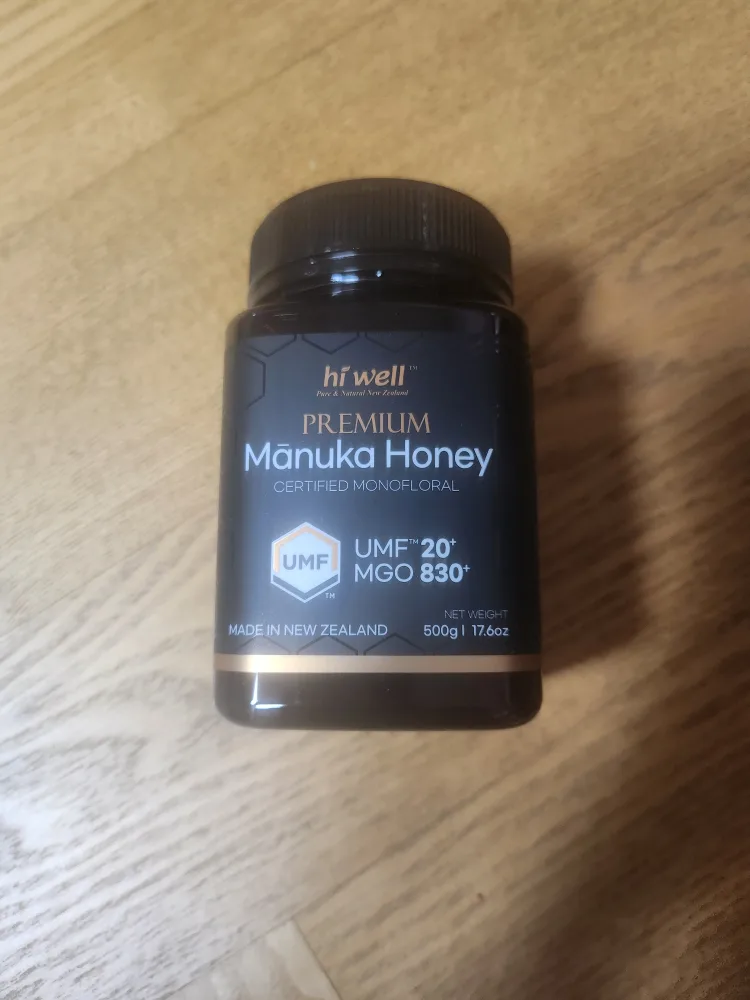 hi well™
Pure & Natural New Zealand
PREMIUM
Mānuka Honey
CERTIFIED MONOFLORAL
UMF
TM
UMF™ 20+
MGO 830+
NET WEIGHT
MADE IN NEW ZEALAND
500g | 17.6oz